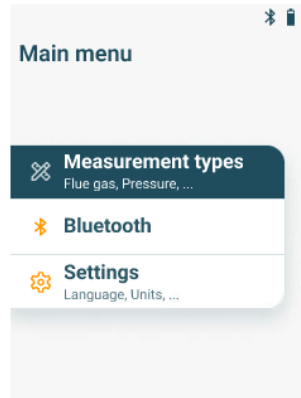 Main menu
Measurement types
Flue gas, Pressure, ...
Bluetooth
Settings
Language, Units, ...